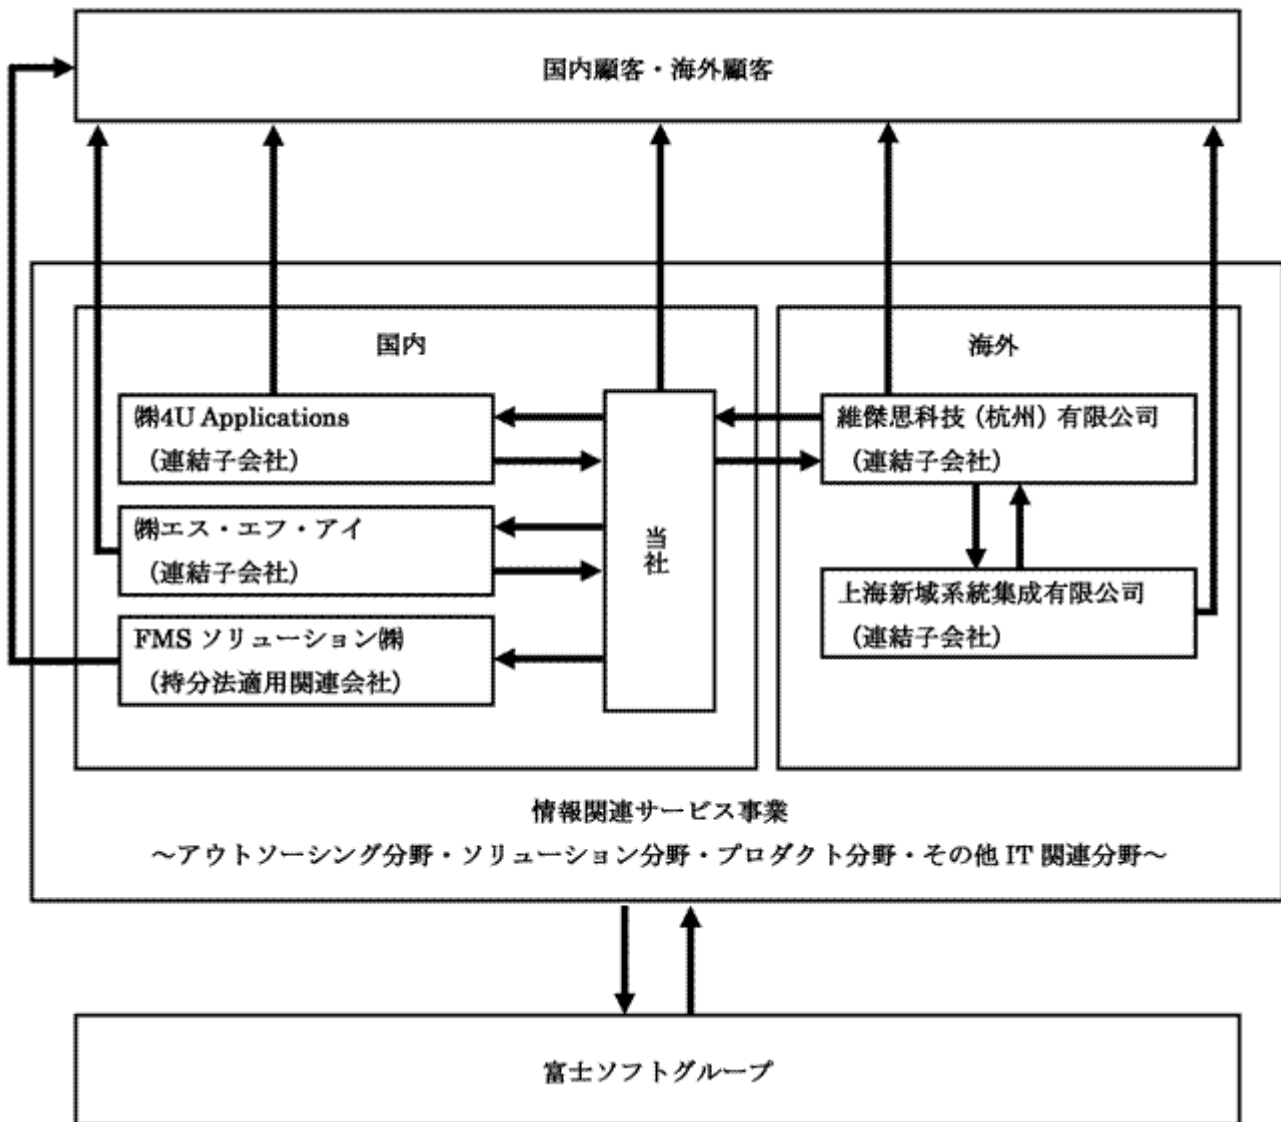 国内顧客・海外顧客
国内
海外
㈱4U Applications
（連結子会社）
㈱エス・エフ・アイ
（連結子会社）
FMS ソリューション㈱
（持分法適用関連会社）
当
社
維傑思科技（杭州）有限公司
（連結子会社）
上海新域系統集成有限公司
（連結子会社）
情報関連サービス事業
～アウトソーシング分野・ソリューション分野・プロダクト分野・その他 IT 関連分野～
富士ソフトグループ